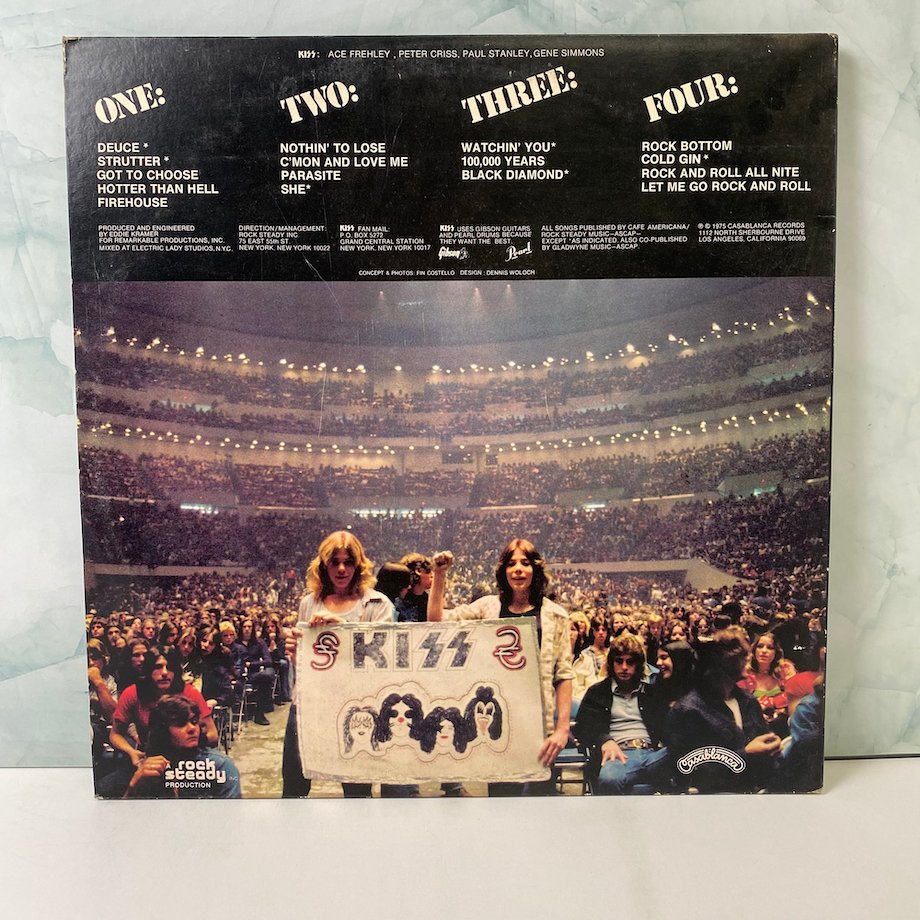 KISS: ACE FREHLEY , PETER CRISS, PAUL STANLEY, GENE SIMMONS
ONE:
DEUCE *
STRUTTER *
GOT TO CHOOSE
HOTTER THAN HELL
FIREHOUSE
TWO:
NOTHIN' TO LOSE
C'MON AND LOVE ME
PARASITE
SHE*
THREE:
WATCHIN' YOU*
100,000 YEARS
BLACK DIAMOND*
FOUR:
ROCK BOTTOM
COLD GIN*
ROCK AND ROLL ALL NITE
LET ME GO ROCK AND ROLL
PRODUCED AND ENGINEERED
BY EDDIE KRAMER
FOR REMARKABLE PRODUCTIONS, INC.
MIXED AT ELECTRIC LADY STUDIOS, N.Y.C.
DIRECTION/MANAGEMENT:
ROCK STEADY INC.
75 EAST 55th ST.
NEW YORK, NEW YORK 10022
KISS FAN MAIL:
P.O. BOX 5272
GRAND CENTRAL STATION
NEW YORK, NEW YORK 10017
KISS USES GIBSON GUITARS
AND PEARL DRUMS BECAUSE
THEY WANT THE BEST.
Gibson
Pearl
ALL SONGS PUBLISHED BY CAFE AMERICANA/
ROCK STEADY MUSIC-ASCAP-
EXCEPT *AS INDICATED. ALSO CO-PUBLISHED
BY GLADWYNE MUSIC-ASCAP.
℗ © 1975 CASABLANCA RECORDS
1112 NORTH SHERBOURNE DRIVE
LOS ANGELES, CALIFORNIA 90069
CONCEPT & PHOTOS: FIN COSTELLO DESIGN: DENNIS WOLOCH
KISS
rock
steady INC.
PRODUCTION
Casablanca